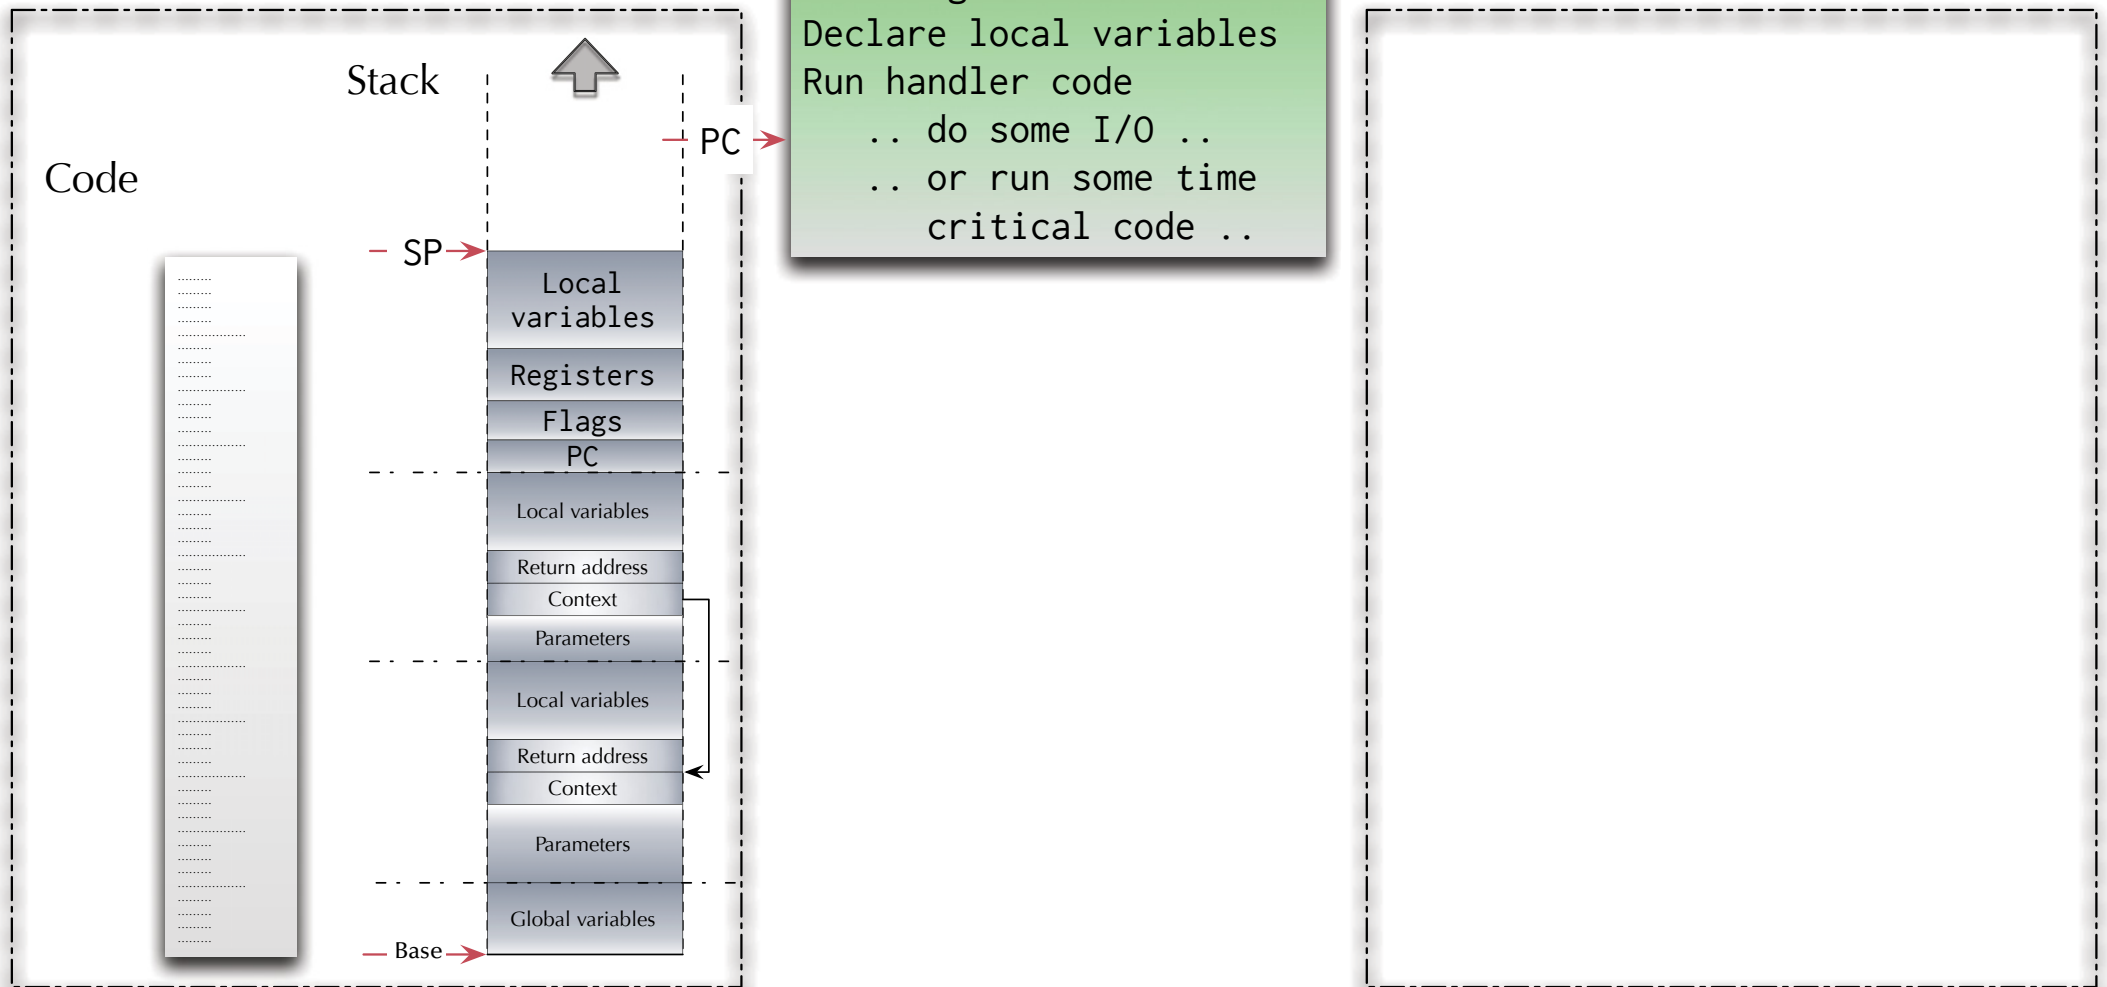 Declare local variables
Run handler code
.. do some I/O ..
.. or run some time
critical code ..
Stack
PC
Code
SP
Local
variables
Registers
Flags
PC
Local variables
Return address
Context
Parameters
Local variables
Return address
Context
Parameters
Global variables
Base